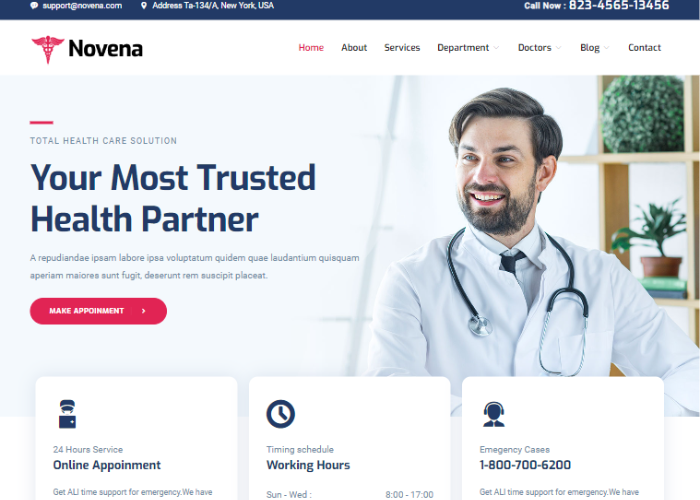 support@novena.com Address Ta-134/A, New York, USA Call Now : 823-4565-13456
Novena Home About Services Department Doctors Blog Contact
TOTAL HEALTH CARE SOLUTION
Your Most Trusted
Health Partner
A repudiandae ipsam labore ipsa voluptatum quidem quae laudantium quisquam
aperiam maiores sunt fugit, deserunt rem suscipit placeat.
MAKE APPOINMENT
24 Hours Service
Online Appoinment
Get ALl time support for emergency.We have
Timing schedule
Working Hours
Sun - Wed : 8:00 - 17:00
Emegency Cases
1-800-700-6200
Get ALl time support for emergency.We have